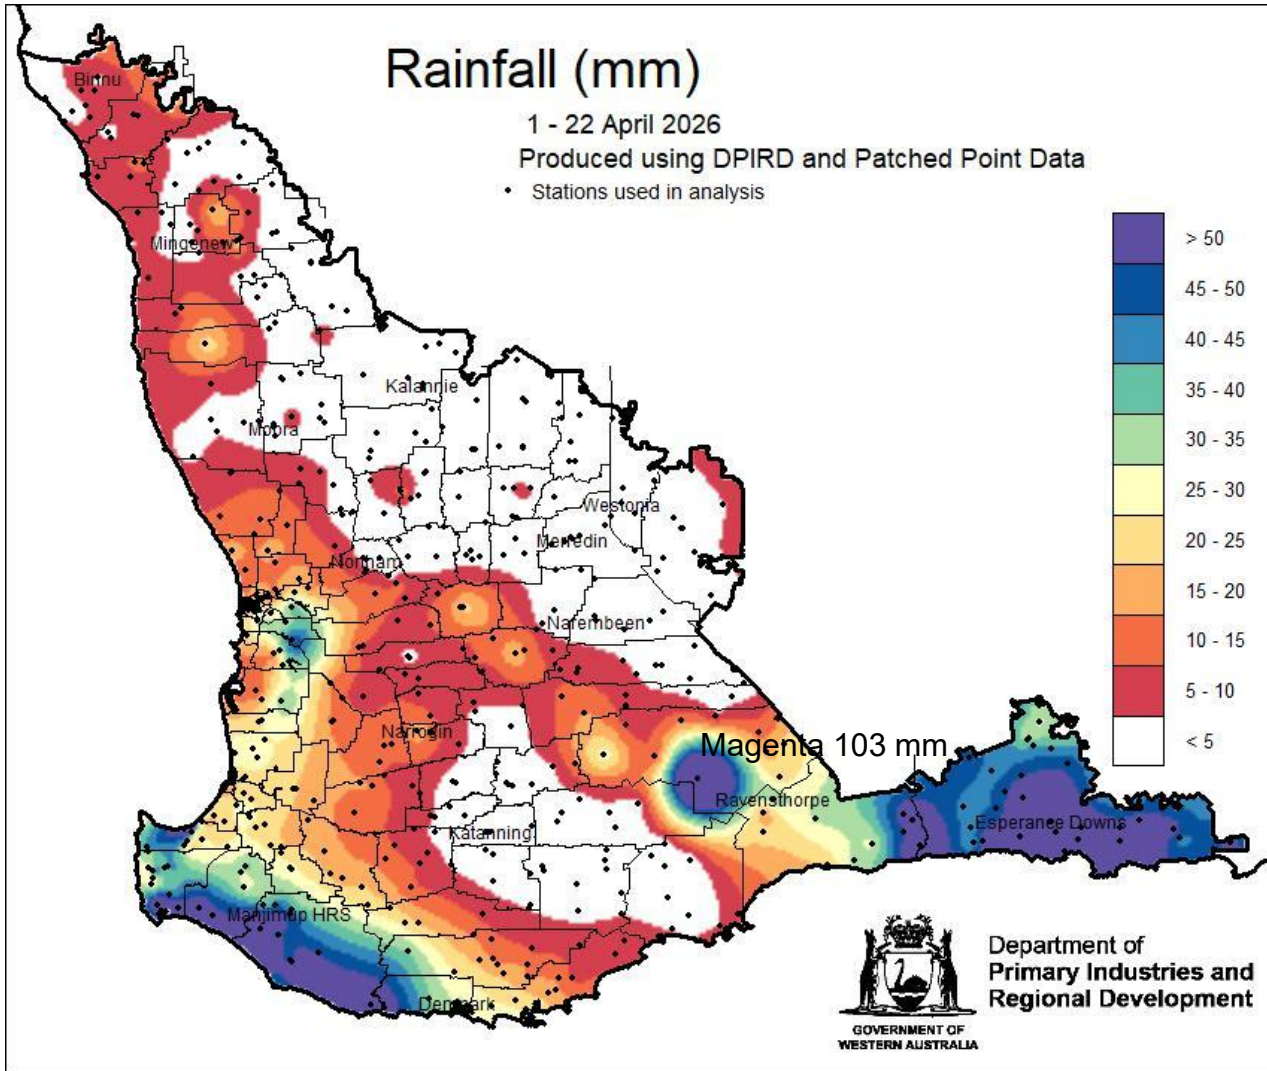 Rainfall (mm)
1 - 22 April 2026
Produced using DPIRD and Patched Point Data
Stations used in analysis
Binnu
Mingenew
Kalannie
Moora
Westonia
Merredin
Northam
Narembeen
Narrogin
Magenta 103 mm
Ravensthorpe
Katanning
Esperance Downs
Manjimup HRS
Denmark
> 50
45 - 50
40 - 45
35 - 40
30 - 35
25 - 30
20 - 25
15 - 20
10 - 15
5 - 10
< 5
Department of
Primary Industries and
Regional Development
GOVERNMENT OF
WESTERN AUSTRALIA